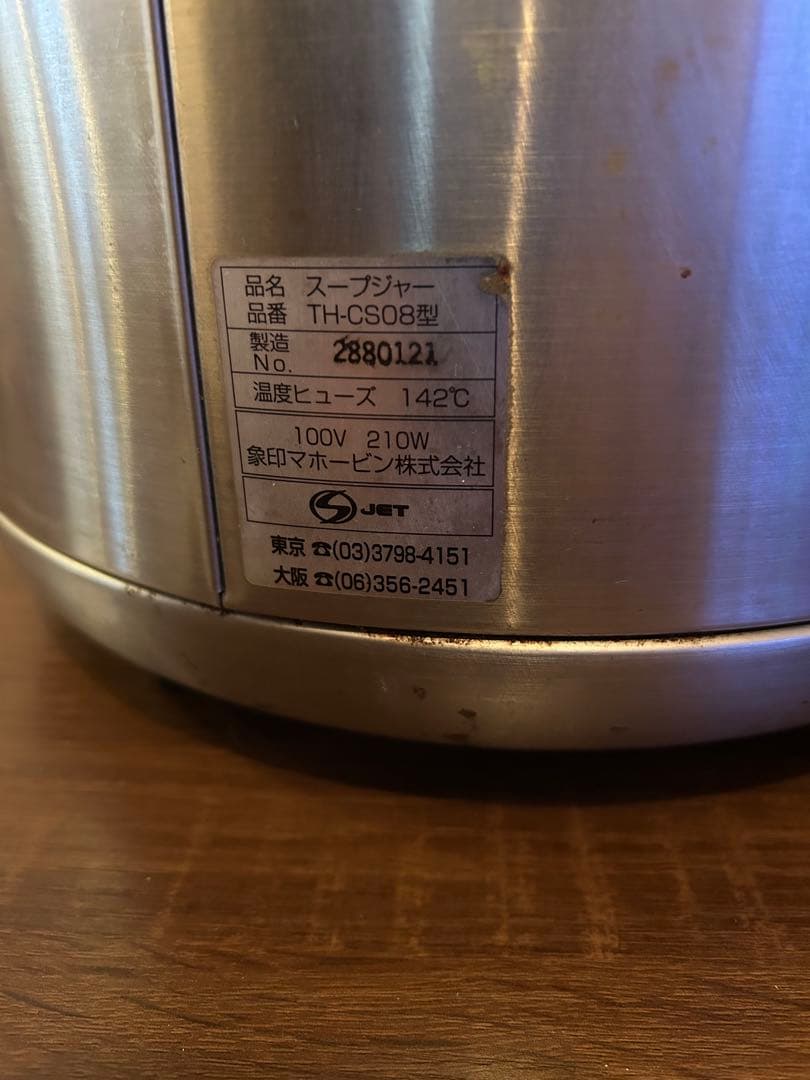 品名 スープジャー
品番 TH-CS08型
製造
No. 2880121
温度ヒューズ 142℃
100V 210W
象印マホービン株式会社
JET
東京 ☎(03)3798-4151
大阪 ☎(06)356-2451